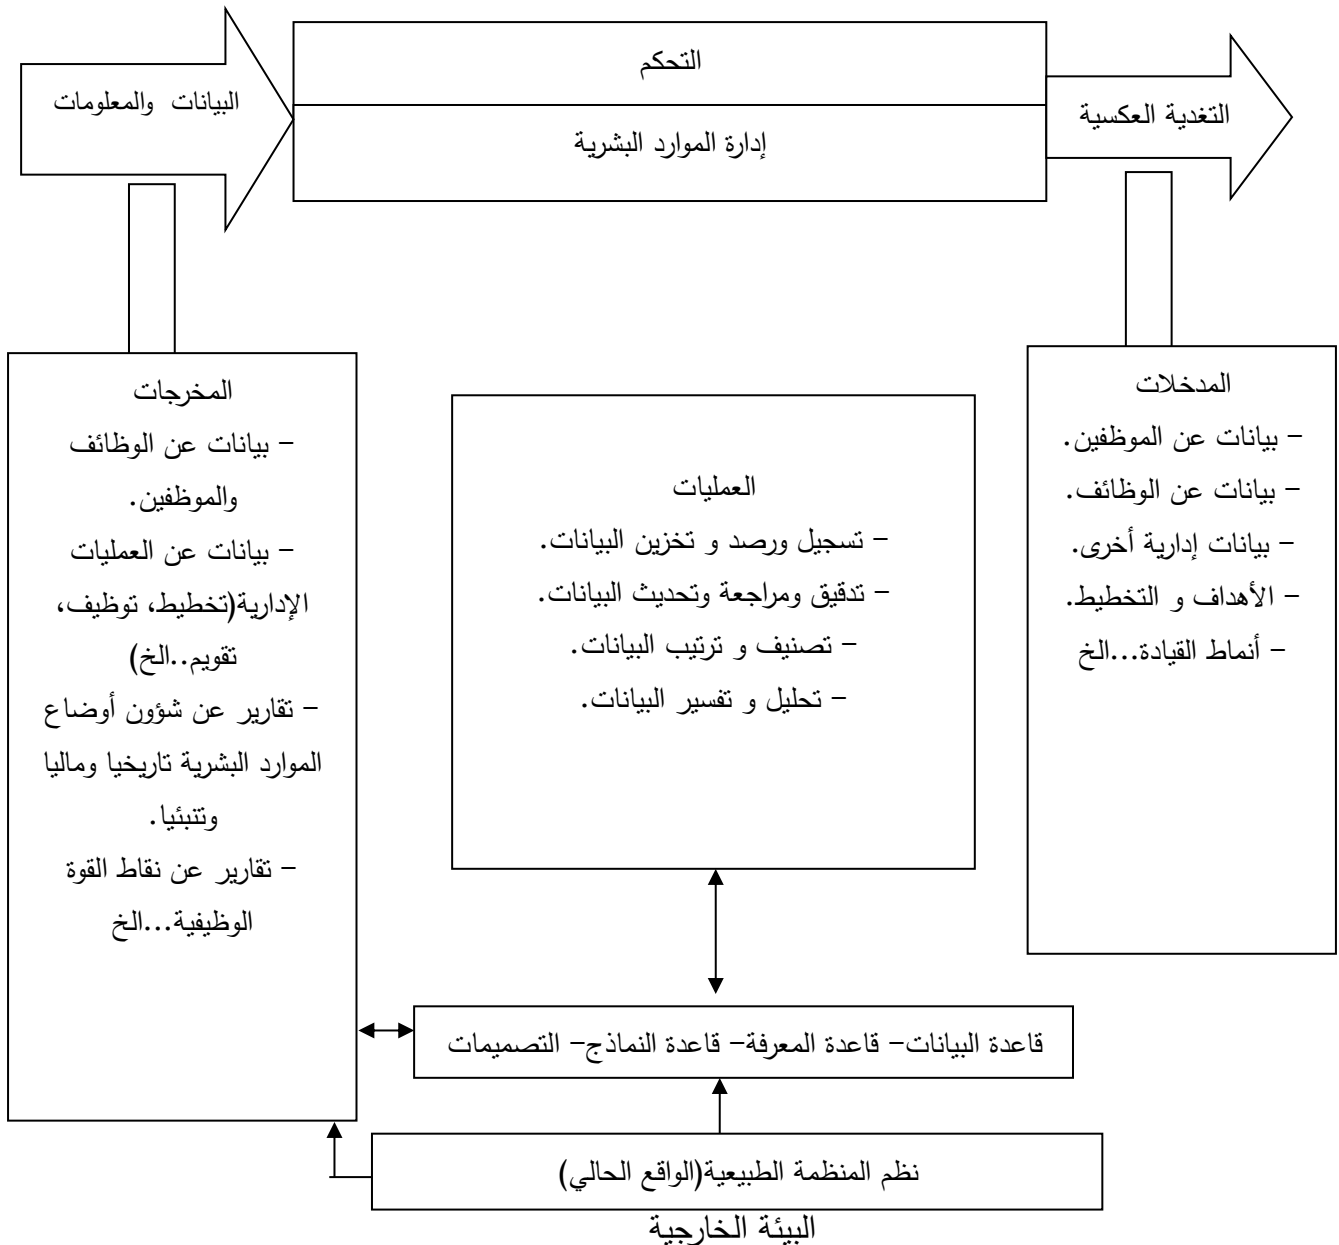 التحكم
إدارة الموارد البشرية
التغدية العكسية
البيانات والمعلومات
المدخلات
- بيانات عن الموظفين.
- بيانات عن الوظائف.
- بيانات إدارية أخرى.
- الأهداف و التخطيط.
- أنماط القيادة...الخ
العمليات
- تسجيل ورصد و تخزين البيانات.
- تدقيق ومراجعة وتحديث البيانات.
- تصنيف و ترتيب البيانات.
- تحليل و تفسير البيانات.
المخرجات
- بيانات عن الوظائف
والموظفين.
- بيانات عن العمليات
الإدارية(تخطيط، توظيف،
تقويم..الخ)
- تقارير عن شؤون أوضاع
الموارد البشرية تاريخيا وماليا
وتنبئيا.
- تقارير عن نقاط القوة
الوظيفية...الخ
قاعدة البيانات- قاعدة المعرفة- قاعدة النماذج- التصميمات
نظم المنظمة الطبيعية(الواقع الحالي)
البيئة الخارجية